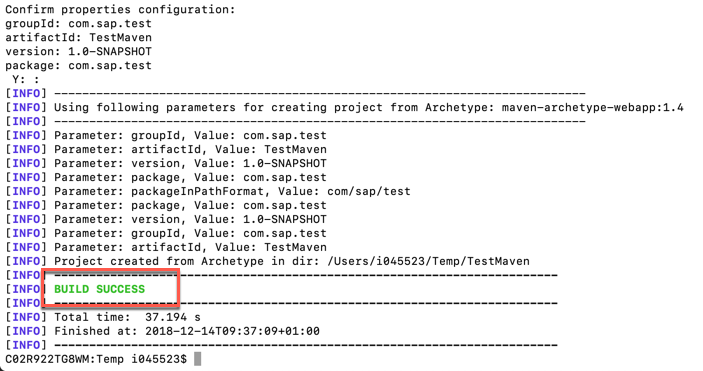 Confirm properties configuration:
groupId: com.sap.test
artifactId: TestMaven
version: 1.0-SNAPSHOT
package: com.sap.test
 Y: :
[INFO] ----------------------------------------------------------------------------
[INFO] Using following parameters for creating project from Archetype: maven-archetype-webapp:1.4
[INFO] ----------------------------------------------------------------------------
[INFO] Parameter: groupId, Value: com.sap.test
[INFO] Parameter: artifactId, Value: TestMaven
[INFO] Parameter: version, Value: 1.0-SNAPSHOT
[INFO] Parameter: package, Value: com.sap.test
[INFO] Parameter: packageInPathFormat, Value: com/sap/test
[INFO] Parameter: package, Value: com.sap.test
[INFO] Parameter: version, Value: 1.0-SNAPSHOT
[INFO] Parameter: groupId, Value: com.sap.test
[INFO] Parameter: artifactId, Value: TestMaven
[INFO] Project created from Archetype in dir: /Users/i045523/Temp/TestMaven
[INFO] ------------------------------------------------------------------------
[INFO] BUILD SUCCESS
[INFO] ------------------------------------------------------------------------
[INFO] Total time:  37.194 s
[INFO] Finished at: 2018-12-14T09:37:09+01:00
[INFO] ------------------------------------------------------------------------
C02R922TG8WM:Temp i045523$